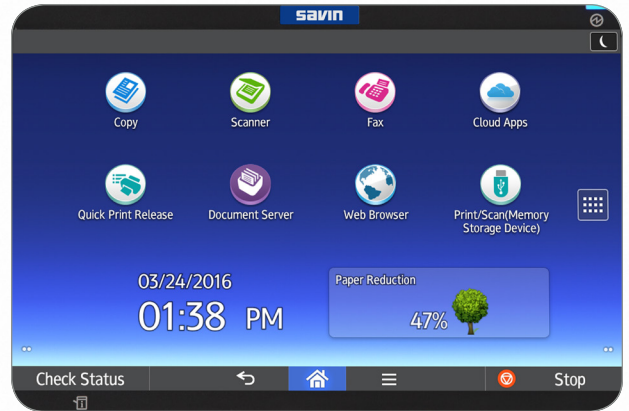 savin
Copy
Scanner
Fax
Cloud Apps
Quick Print Release
Document Server
Web Browser
Print/Scan(Memory
Storage Device)
03/24/2016
01:38 PM
Paper Reduction
47%
Check Status
Stop